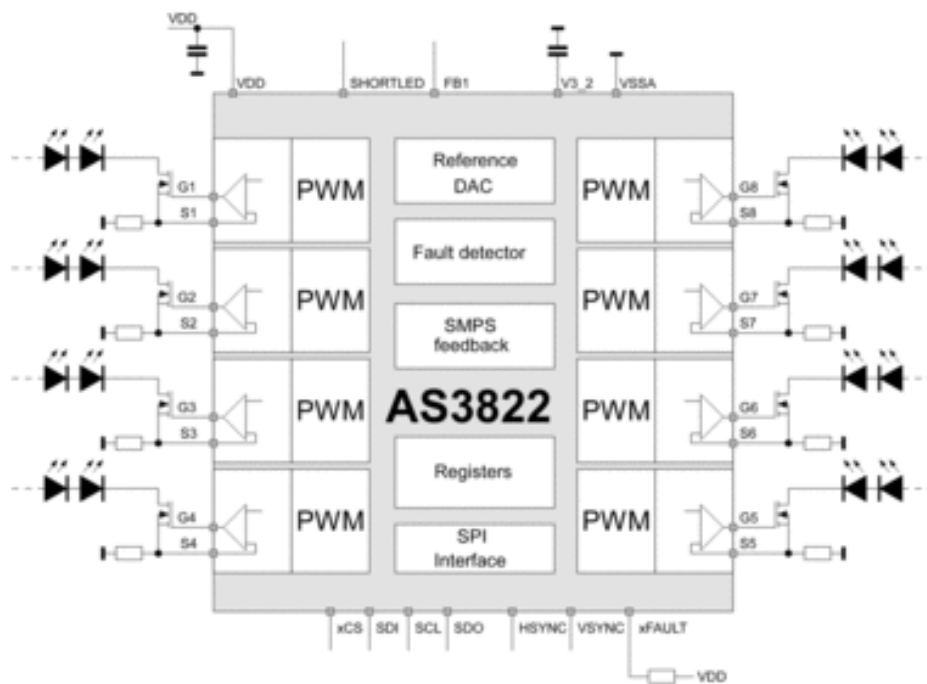 VDD
VDD SHORTLED FB1 V3_2 VSSA
G1 PWM Reference PWM G8
S1 DAC S8
G2 PWM Fault detector PWM G7
S2 SMPS S7
feedback
G3 PWM AS3822 PWM G6
S3 S6
Registers
G4 PWM SPI PWM G5
S4 Interface S5
xCS SDI SCL SDO HSYNC VSYNC xFAULT
VDD